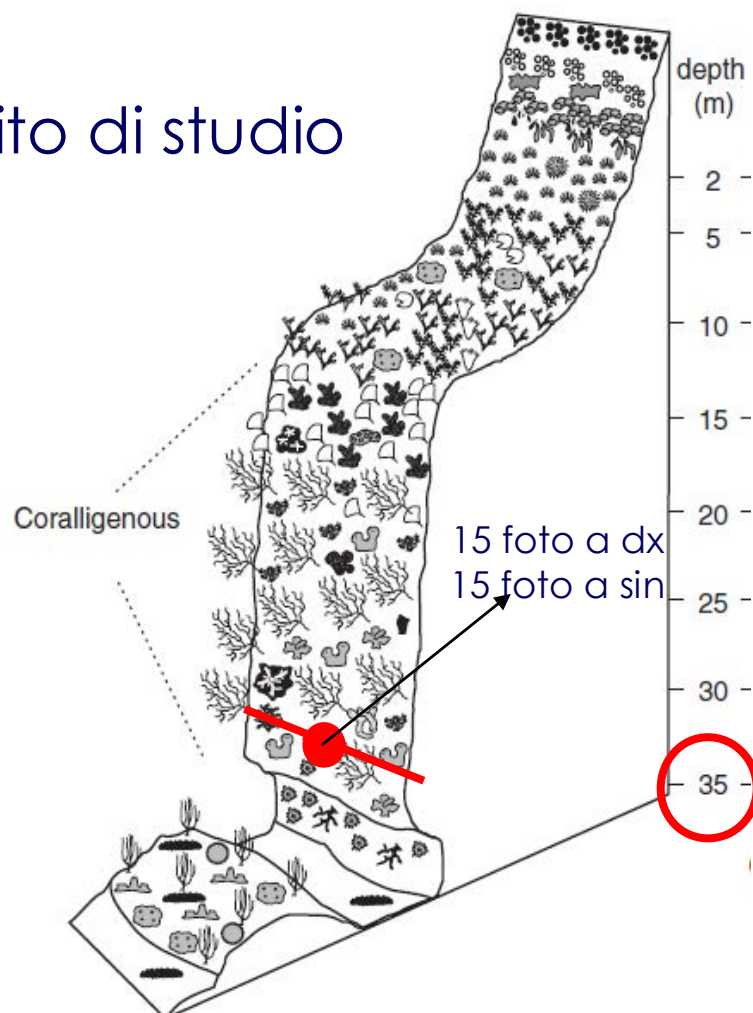 ito di studio
depth
(m)
2
5
10
15
Coralligenous
20
15 foto a dx
15 foto a sin
25
30
35